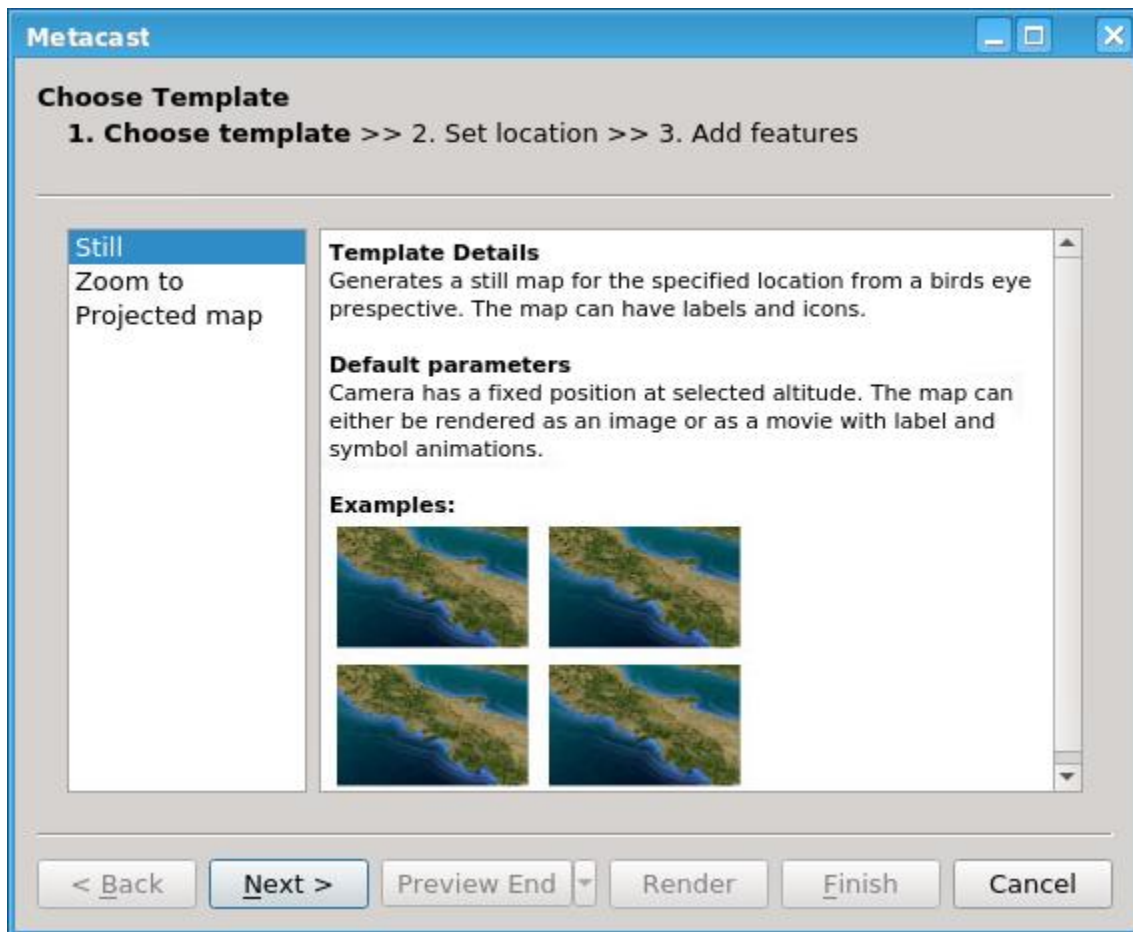 Metacast
Choose Template
1. Choose template >> 2. Set location >> 3. Add features
Still
Zoom to
Projected map
Template Details
Generates a still map for the specified location from a birds eye
prespective. The map can have labels and icons.
Default parameters
Camera has a fixed position at selected altitude. The map can
either be rendered as an image or as a movie with label and
symbol animations.
Examples:
< Back Next > Preview End Render Finish Cancel